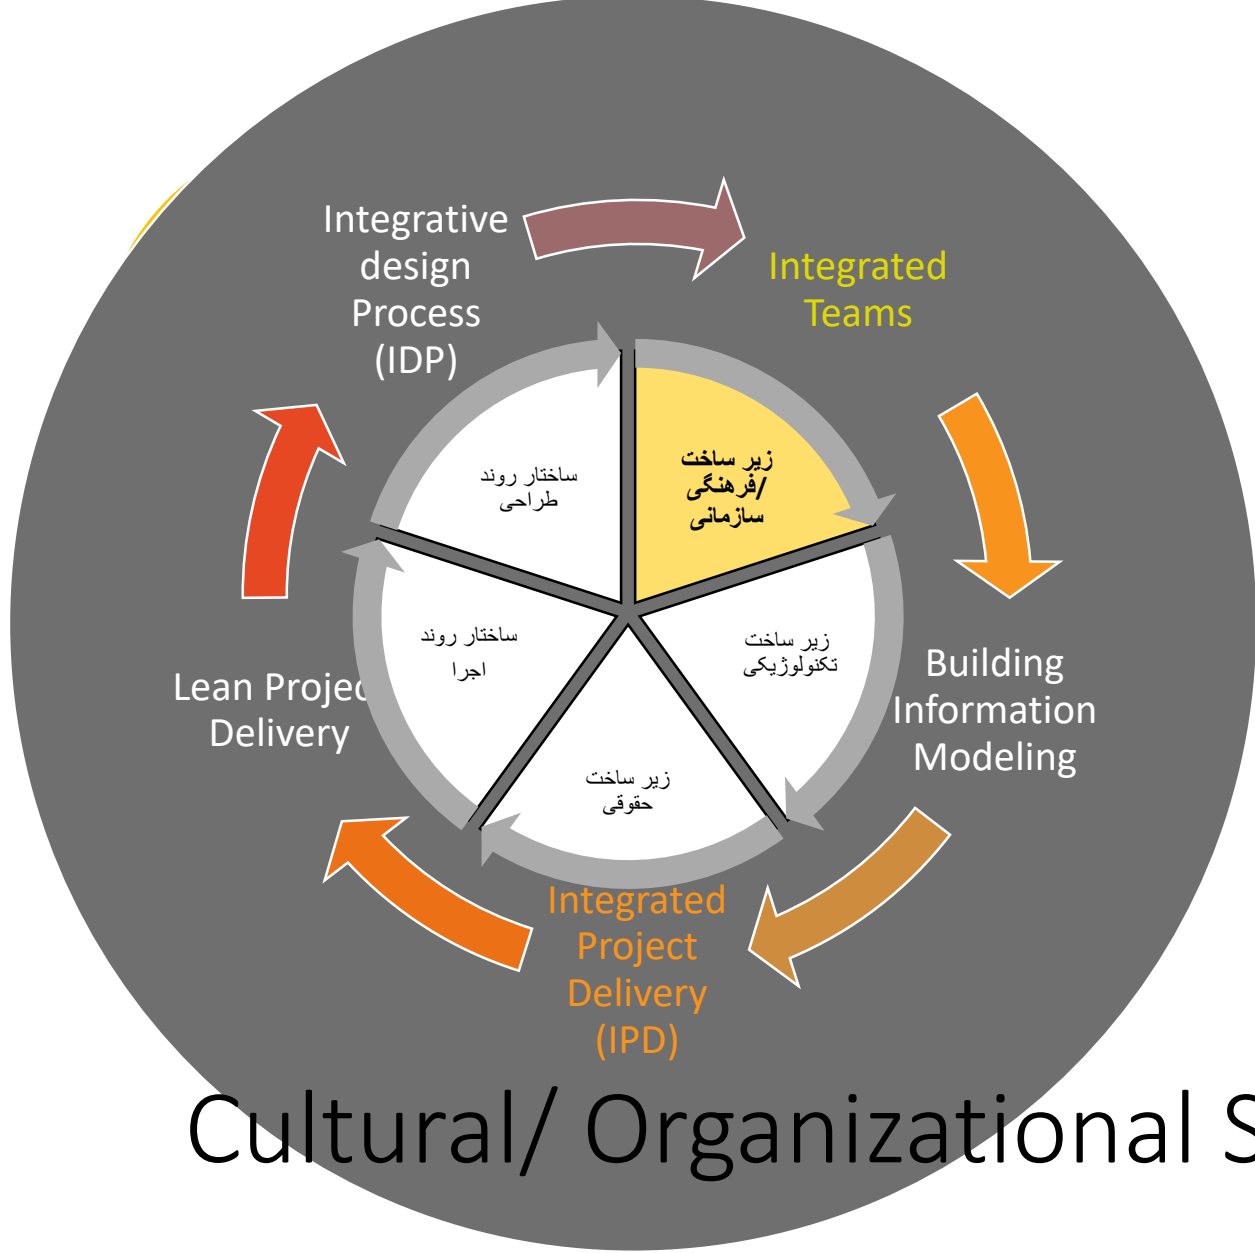 Integrative
design
Process
(IDP)
Integrated
Teams
ساختار روند
طراحی
زیر ساخت
فرهنگی/
سازمانی
ساختار روند
اجرا
زیر ساخت
تکنولوژیکی
زیر ساخت
حقوقی
Lean Projec
Delivery
Building
Information
Modeling
Integrated
Project
Delivery
(IPD)
Cultural/ Organizational S